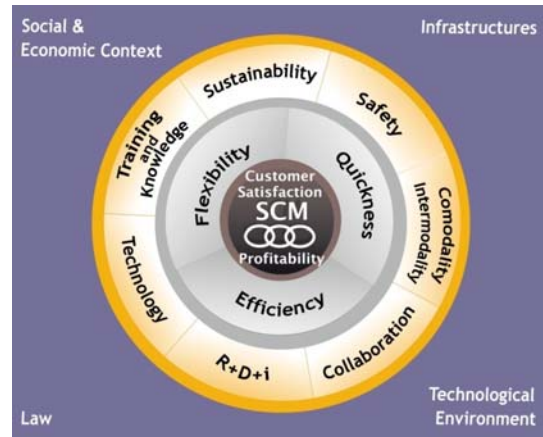 Social &
Economic Context
Infrastructures
Sustainability
Safety
Training
and
Knowledge
Flexibility
Quickness
Customer
Satisfaction
SCM
Profitability
Comodality
Intermodality
Technology
Efficiency
Collaboration
R+D+i
Law
Technological
Environment